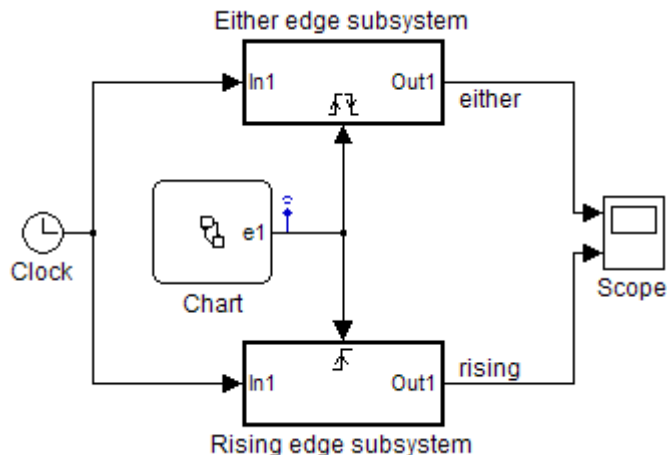 Either edge subsystem
In1
Out1
either
e1
Clock
Chart
Scope
In1
Out1
rising
Rising edge subsystem